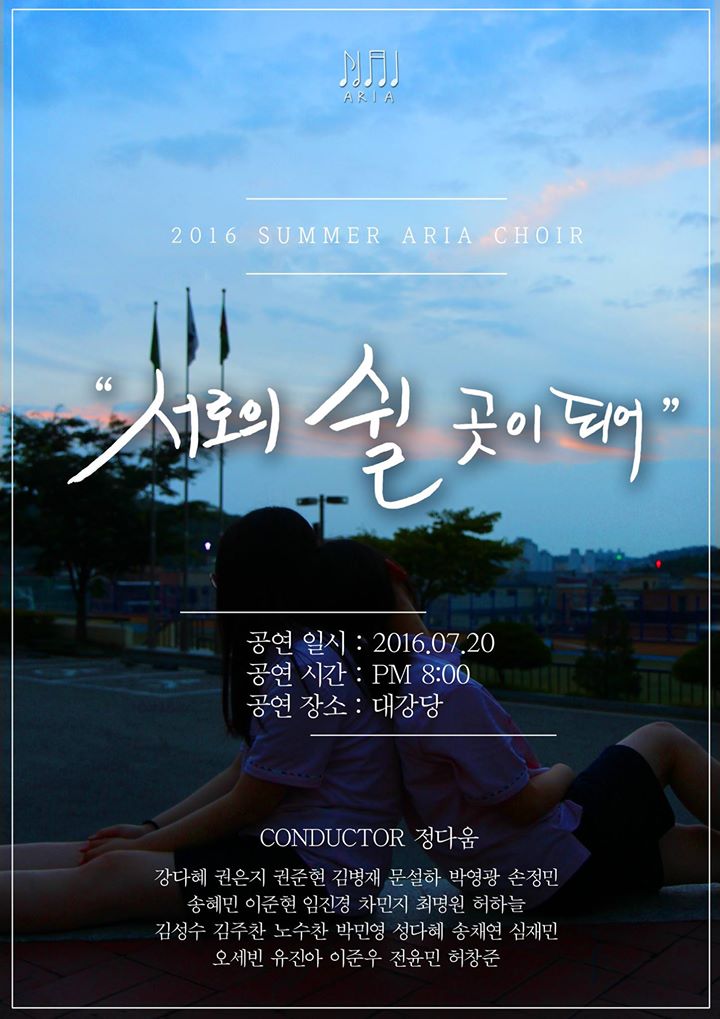 ARIA
2016 SUMMER ARIA CHOIR
“서로의 쉴 곳이 되어”
공연 일시 : 2016.07.20
공연 시간 : PM 8:00
공연 장소 : 대강당
CONDUCTOR 정다움
강다혜 권은지 권준현 김병재 문설하 박영광 손정민
송혜민 이준현 임진경 차민지 최명원 허하늘
김성수 김주찬 노수찬 박민영 성다혜 송채연 심재민
오세빈 유진아 이준우 전윤민 허창준